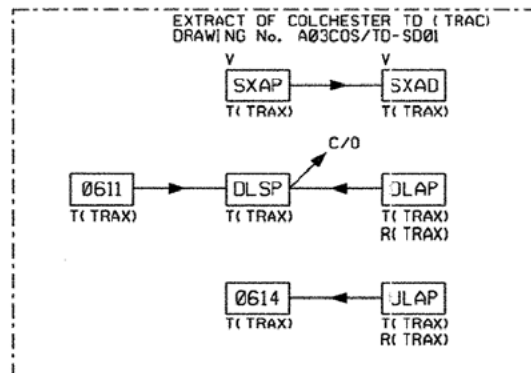 EXTRACT OF COLCHESTER TD (TRAC)
DRAWING No. A03COS/TD-SD01
V V
SXAP SXAD
T(TRAX) T(TRAX)
C/O
0611 DLSP DLAP
T(TRAX) T(TRAX) T(TRAX)
R(TRAX)
0614 ULAP
T(TRAX) T(TRAX)
R(TRAX)